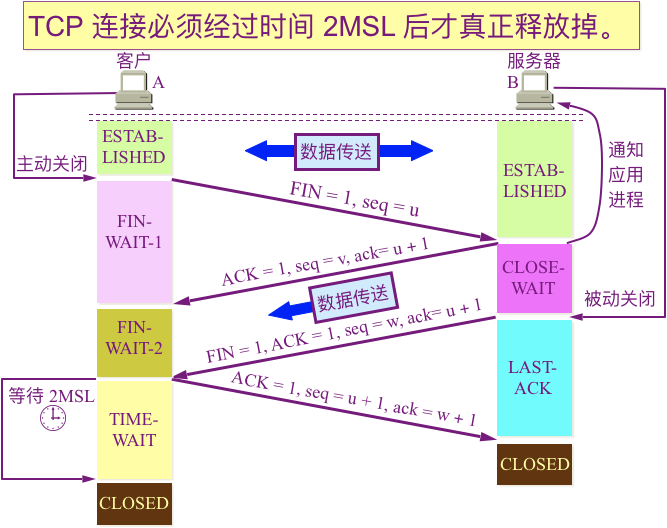 TCP 连接必须经过时间 2MSL 后才真正释放掉。
客户
A
服务器
B
ESTAB-
LISHED
主动关闭
数据传送
ESTAB-
LISHED
通知
应用
进程
FIN = 1, seq = u
FIN-
WAIT-1
ACK = 1, seq = v, ack= u + 1
CLOSE-
WAIT
数据传送
被动关闭
FIN-
WAIT-2
FIN = 1, ACK = 1, seq = w, ack= u + 1
LAST-
ACK
等待 2MSL
ACK = 1, seq = u + 1, ack = w + 1
TIME-
WAIT
CLOSED
CLOSED